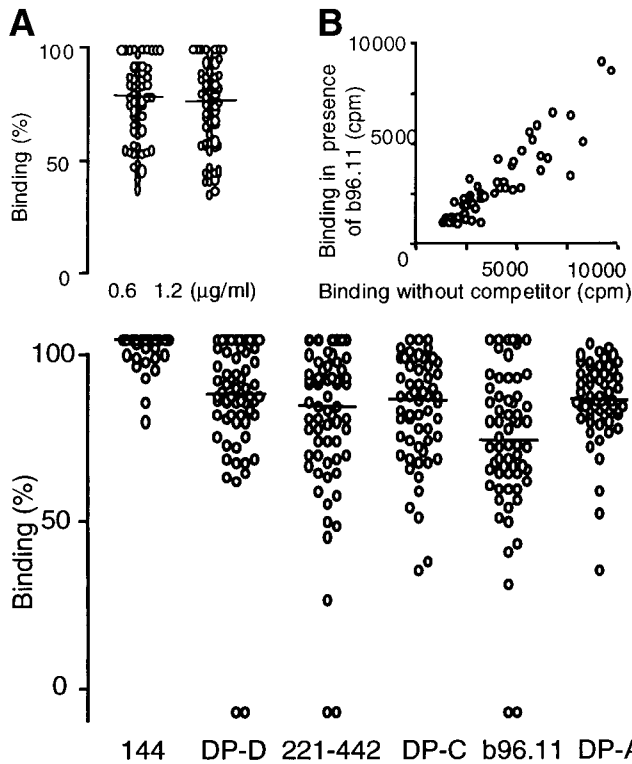 A
B
100
50
0
Binding (%)
0.6 1.2 (µg/ml)
10000
5000
0
5000
10000
Binding in presence
of b96.11 (cpm)
Binding without competitor (cpm)
100
50
0
Binding (%)
144 DP-D 221-442 DP-C b96.11 DP-A